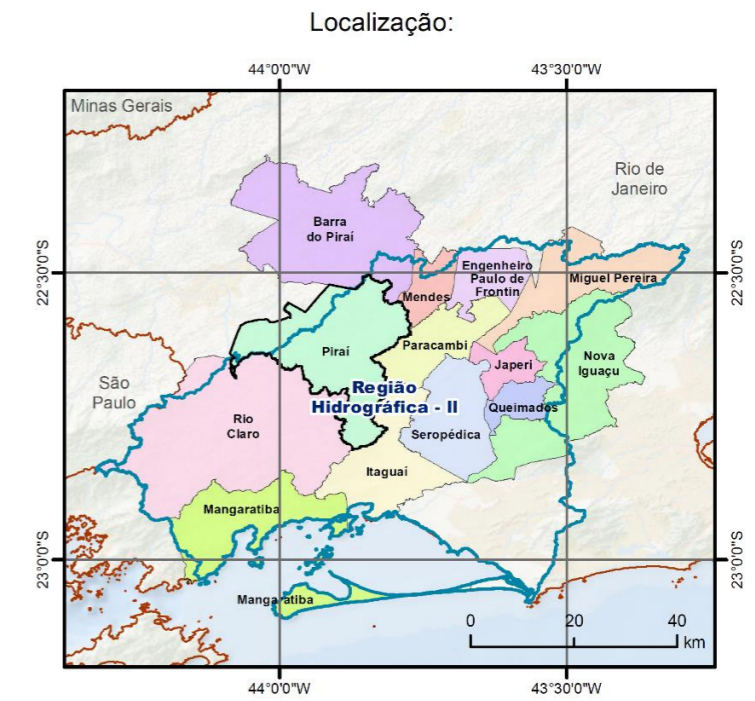 Localização:
44°0'0"W
43°30'0"W
Minas Gerais
Rio de
Janeiro
Barra
do Piraí
22°30'0"S
22°30'0"S
Engenheiro
Paulo de
Frontin
Miguel Pereira
Mendes
Piraí
Paracambi
Nova
Iguaçu
Japeri
São
Paulo
Região
Hidrográfica - II
Queimados
Rio
Claro
Seropédica
Itaguaí
Mangaratiba
23°0'0"S
23°0'0"S
Mangaratiba
0 20 40
km
44°0'0"W
43°30'0"W